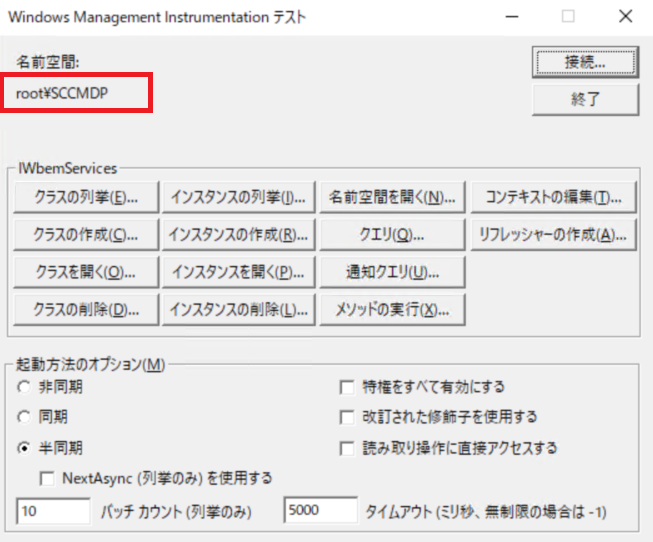 Windows Management Instrumentation テスト
名前空間:
接続...
root¥SCCMDP
終了
IWbemServices
クラスの列挙(E)...
インスタンスの列挙(I)...
名前空間を開く(N)...
コンテキストの編集(T)...
クラスの作成(C)...
インスタンスの作成(R)...
クエリ(Q)...
リフレッシャーの作成(A)...
クラスを開く(O)...
インスタンスを開く(P)...
通知クエリ(U)...
クラスの削除(D)...
インスタンスの削除(L)...
メソッドの実行(X)...
起動方法のオプション(M)
非同期
特権をすべて有効にする
同期
改訂された修飾子を使用する
半同期
読み取り操作に直接アクセスする
NextAsync (列挙のみ) を使用する
10
バッチ カウント (列挙のみ)
5000
タイムアウト (ミリ秒、無制限の場合は -1)